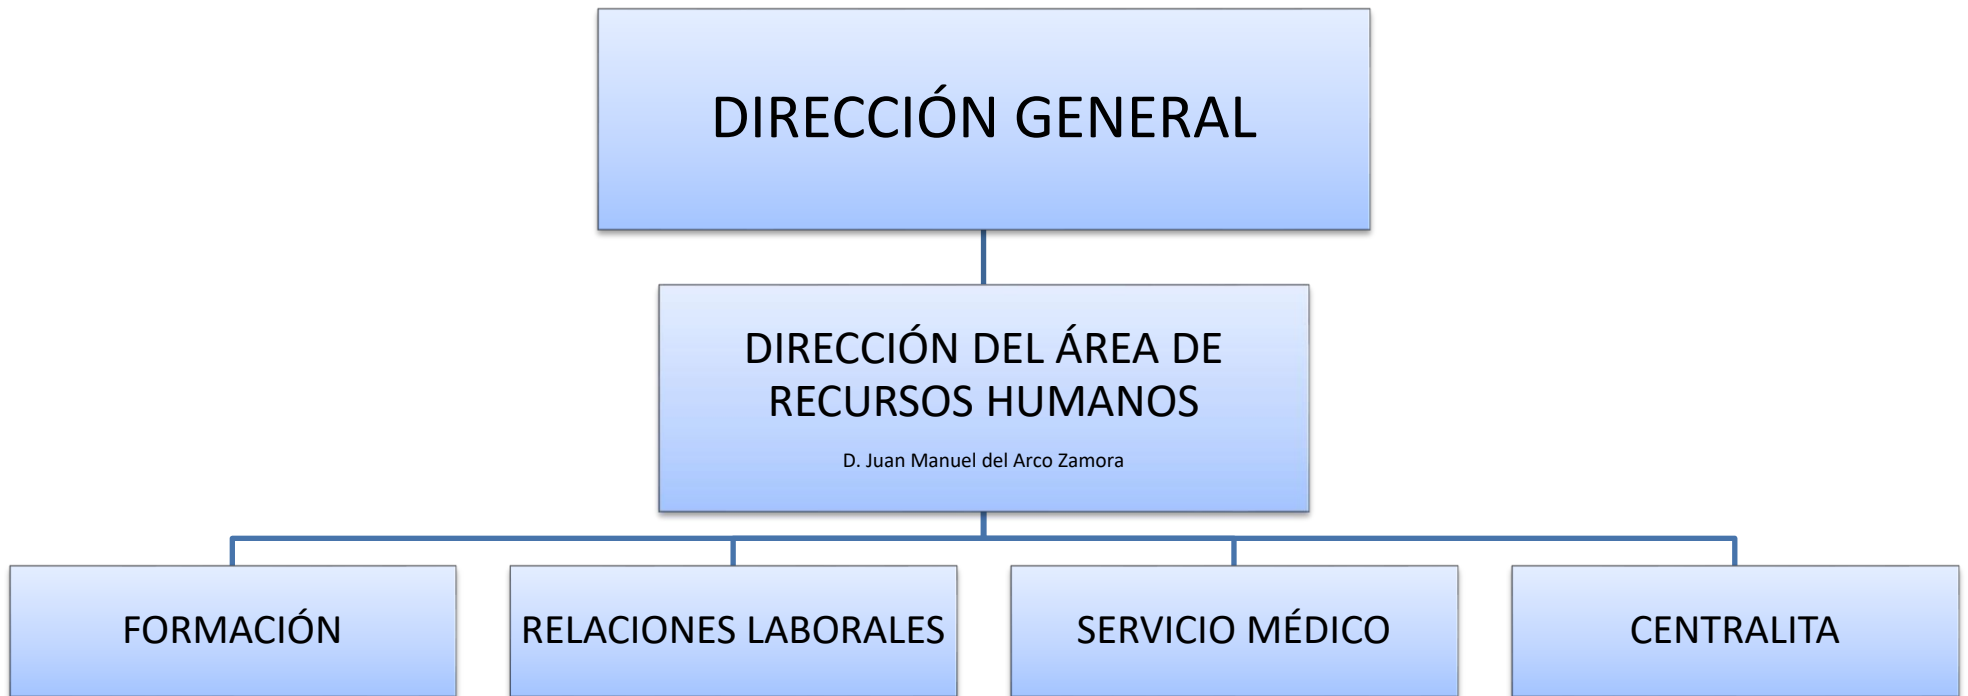 DIRECCIÓN GENERAL
DIRECCIÓN DEL ÁREA DE
RECURSOS HUMANOS
D. Juan Manuel del Arco Zamora
FORMACIÓN
RELACIONES LABORALES
SERVICIO MÉDICO
CENTRALITA